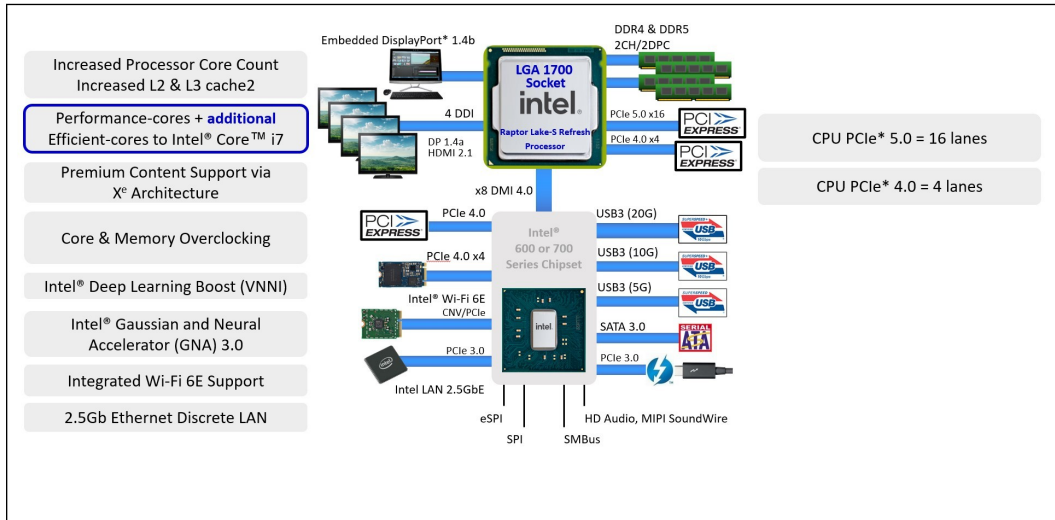 Increased Processor Core Count
Increased L2 & L3 cache2
Performance-cores + additional
Efficient-cores to Intel® Core™ i7
Premium Content Support via
Xᵉ Architecture
Core & Memory Overclocking
Intel® Deep Learning Boost (VNNI)
Intel® Gaussian and Neural
Accelerator (GNA) 3.0
Integrated Wi-Fi 6E Support
2.5Gb Ethernet Discrete LAN
Embedded DisplayPort* 1.4b
4 DDI
DP 1.4a
HDMI 2.1
LGA 1700
Socket
intel.
Raptor Lake-S Refresh
Processor
DDR4 & DDR5
2CH/2DPC
PCIe 5.0 x16
PCI
EXPRESS®
PCIe 4.0 x4
PCI
EXPRESS®
x8 DMI 4.0
PCIe 4.0
PCI
EXPRESS®
PCIe 4.0 x4
Intel® Wi-Fi 6E
CNV/PCIe
PCIe 3.0
intel
Intel LAN 2.5GbE
Intel®
600 or 700
Series Chipset
intel.
USB3 (20G)
USB
USB3 (10G)
USB
USB3 (5G)
USB
SATA 3.0
SERIAL
ATA
PCIe 3.0
eSPI
SPI
SMBus
HD Audio, MIPI SoundWire
CPU PCIe* 5.0 = 16 lanes
CPU PCIe* 4.0 = 4 lanes